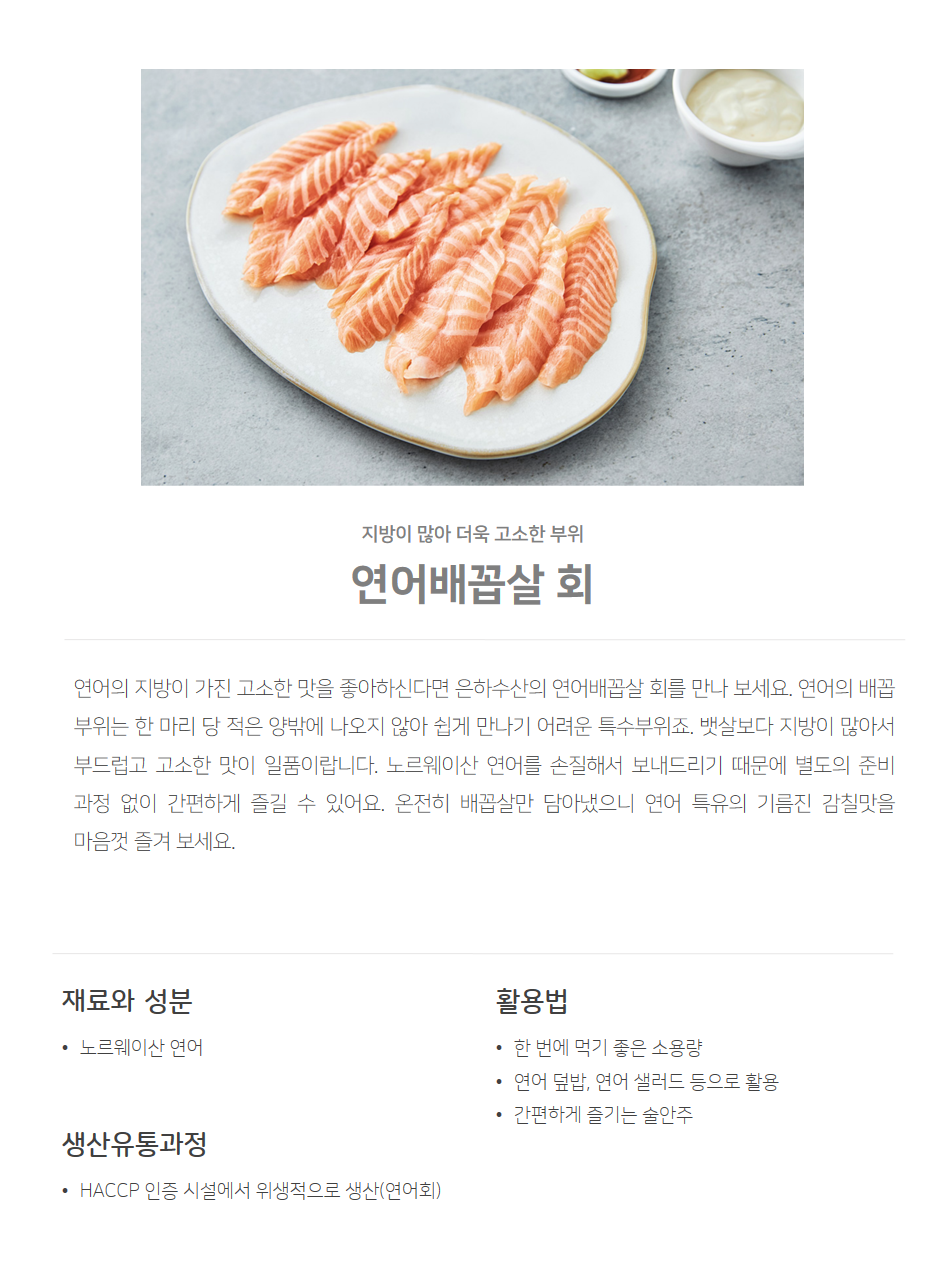 지방이 많아 더욱 고소한 부위
연어배꼽살 회
연어의 지방이 가진 고소한 맛을 좋아하신다면 은하수산의 연어배꼽살 회를 만나 보세요. 연어의 배꼽
부위는 한 마리 당 적은 양밖에 나오지 않아 쉽게 만나기 어려운 특수부위죠. 뱃살보다 지방이 많아서
부드럽고 고소한 맛이 일품이랍니다. 노르웨이산 연어를 손질해서 보내드리기 때문에 별도의 준비
과정 없이 간편하게 즐길 수 있어요. 온전히 배꼽살만 담아냈으니 연어 특유의 기름진 감칠맛을
마음껏 즐겨 보세요.
재료와 성분
• 노르웨이산 연어
생산유통과정
• HACCP 인증 시설에서 위생적으로 생산(연어회)
활용법
• 한 번에 먹기 좋은 소용량
• 연어 덮밥, 연어 샐러드 등으로 활용
• 간편하게 즐기는 술안주